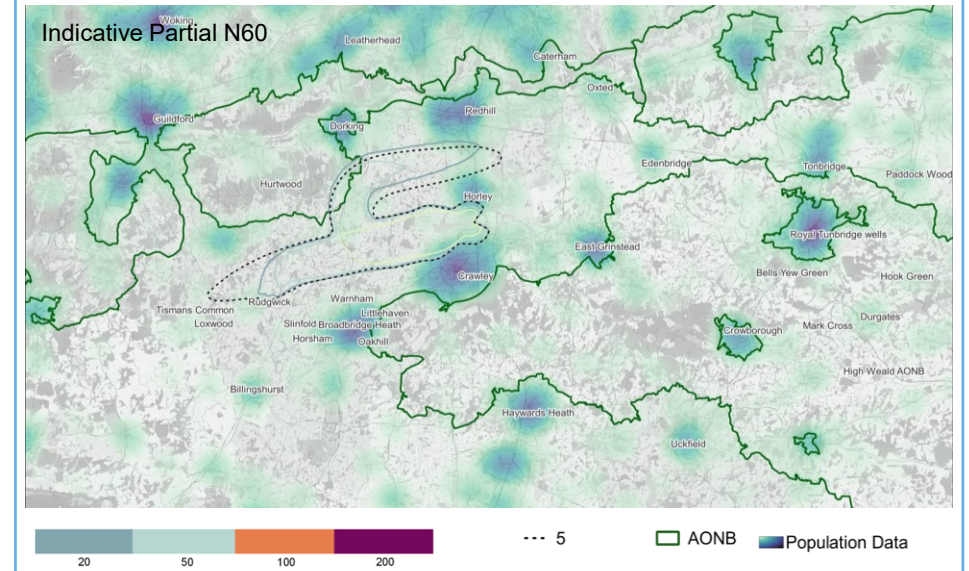 Indicative Partial N60
Woking
Leatherhead
Caterham
Oxted
Guildford
Redhill
Dorking
Edenbridge
Tonbridge
Paddock Wood
Hurtwood
Horley
Royal Tunbridge wells
East Grinstead
Crawley
Bells Yew Green
Hook Green
Rudgwick
Warnham
Tismans Common
Littlehaven
Loxwood
Slinfold
Broadbridge Heath
Durgates
Mark Cross
Crowborough
Horsham
Oakhill
High Weald AONB
Billingshurst
Haywards Heath
Uckfield
5
AONB
Population Data
20
50
100
200